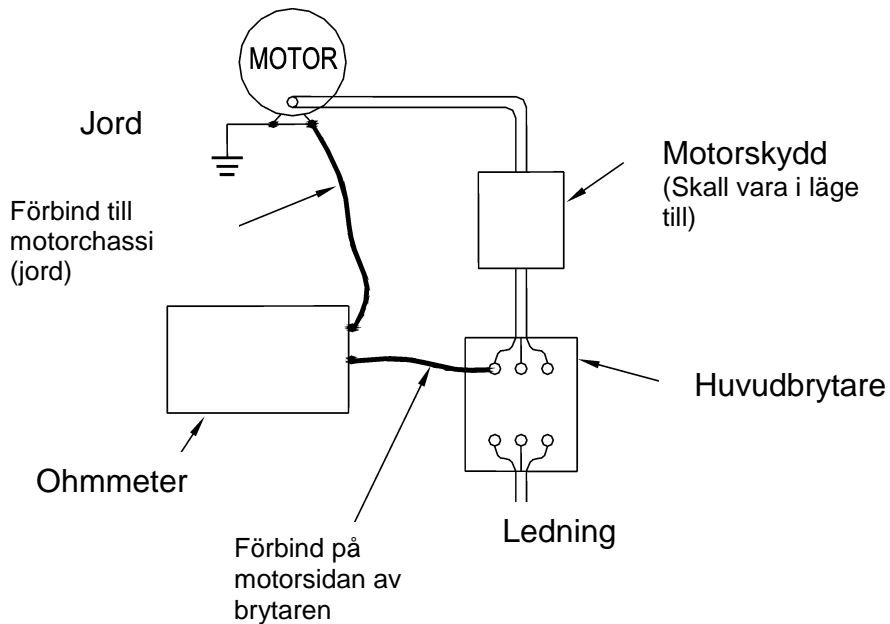 MOTOR
Jord
Motorskydd
(Skall vara i läge
till)
Förbind till
motorchassi
(jord)
Huvudbrytare
Ohmmeter
Ledning
Förbind på
motorsidan av
brytaren